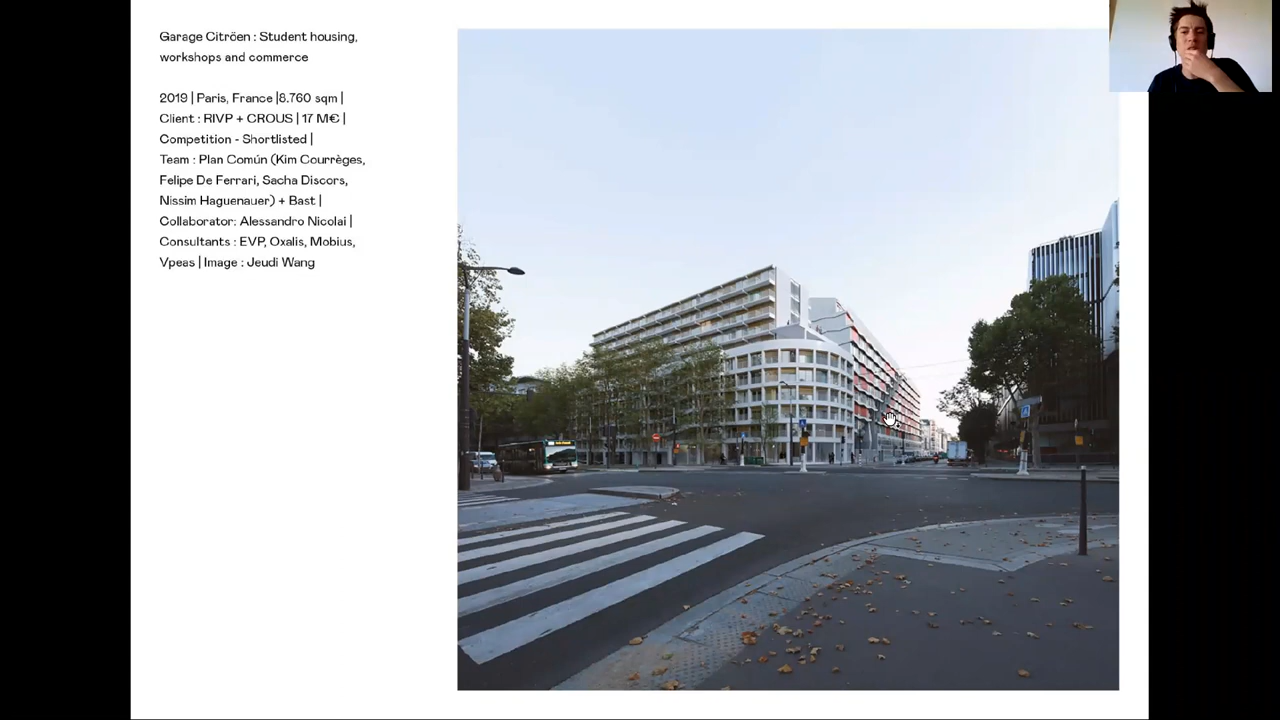 Garage Citröen : Student housing,
workshops and commerce
2019 | Paris, France |8.760 sqm |
Client : RIVP + CROUS | 17 M€ |
Competition - Shortlisted |
Team : Plan Común (Kim Courrèges,
Felipe De Ferrari, Sacha Discors,
Nissim Haguenauer) + Bast |
Collaborator: Alessandro Nicolai |
Consultants : EVP, Oxalis, Mobius,
Vpeas | Image : Jeudi Wang